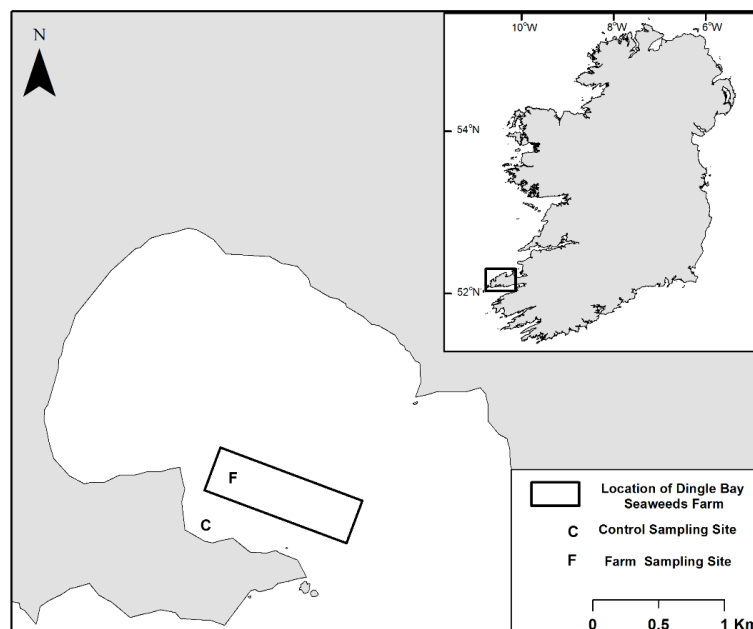 N
10°W
8°W
6°W
54°N
52°N
F
C
Location of Dingle Bay
Seaweeds Farm
C Control Sampling Site
F Farm Sampling Site
0 0.5 1 Km